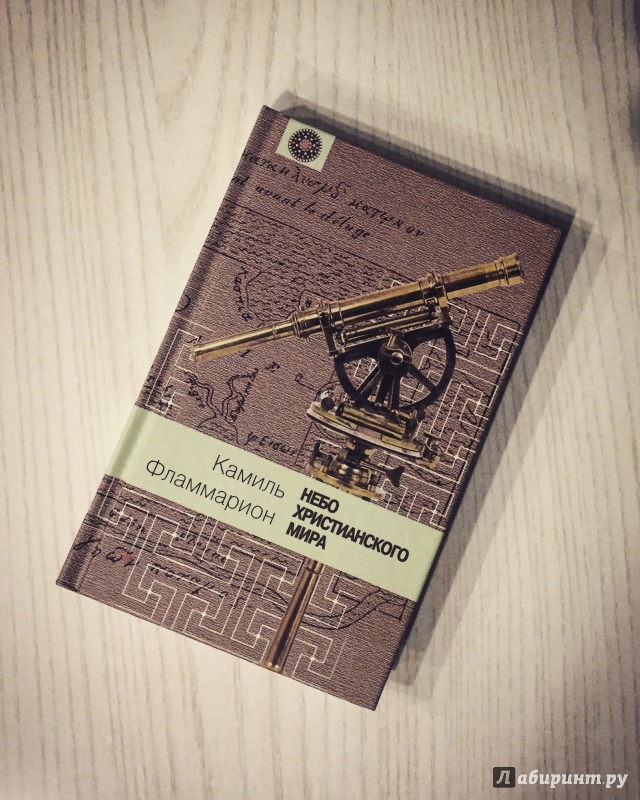 avant le déluge
Камиль
Фламмарион
НЕБО
ХРИСТИАНСКОГО
МИРА
Лабиринт.ру